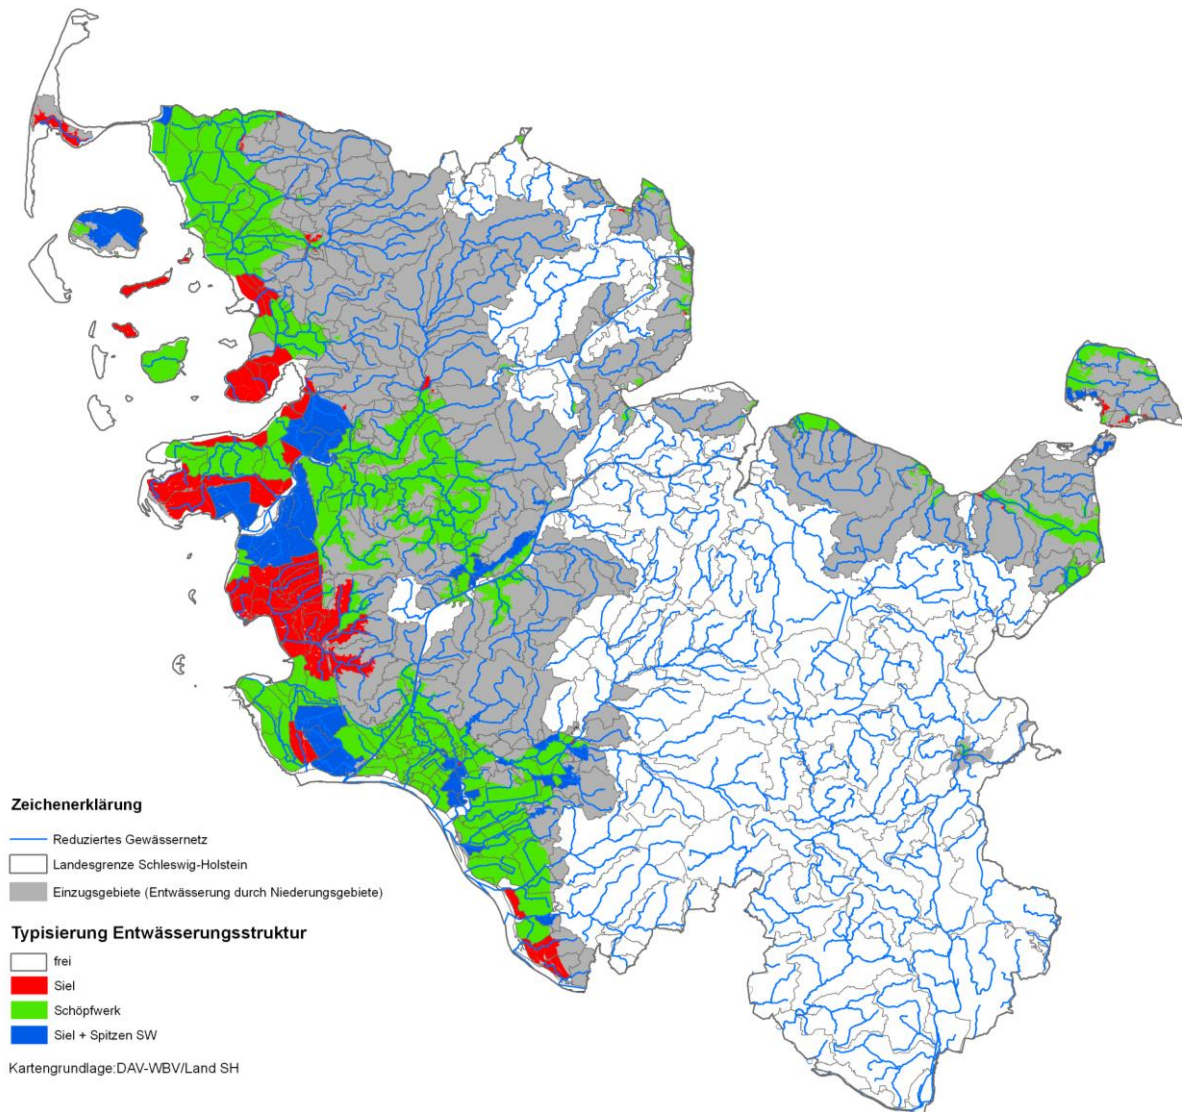 Zeichenerklärung
Reduziertes Gewässernetz
Landesgrenze Schleswig-Holstein
Einzugsgebiete (Entwässerung durch Niederungsgebiete)
Typisierung Entwässerungsstruktur
frei
Siel
Schöpfwerk
Siel + Spitzen SW
Kartengrundlage:DAV-WBV/Land SH